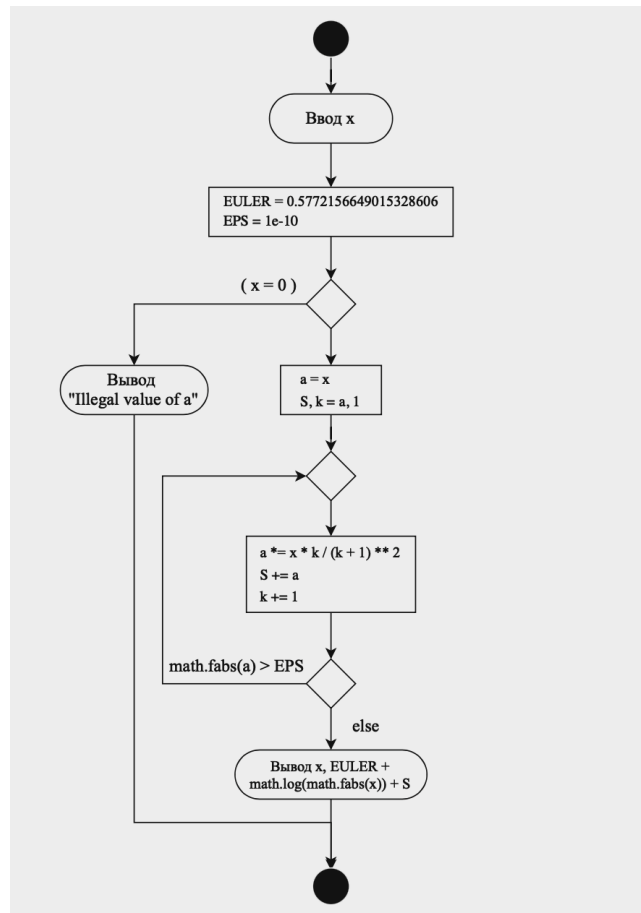 Ввод x
EULER = 0.5772156649015328606
EPS = 1e-10
( x = 0 )
Вывод
"Illegal value of a"
a = x
S, k = a, 1
a *= x * k / (k + 1) ** 2
S += a
k += 1
math.fabs(a) > EPS
else
Вывод x, EULER +
math.log(math.fabs(x)) + S